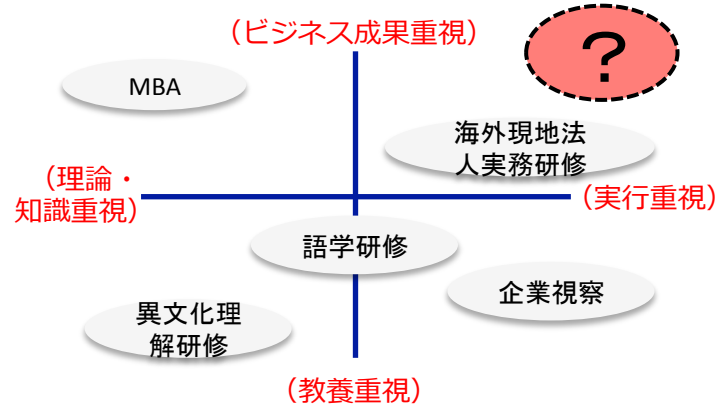 （ビジネス成果重視）
？
MBA
海外現地法
人実務研修
（理論・
知識重視）
（実行重視）
語学研修
企業視察
異文化理
解研修
（教養重視）